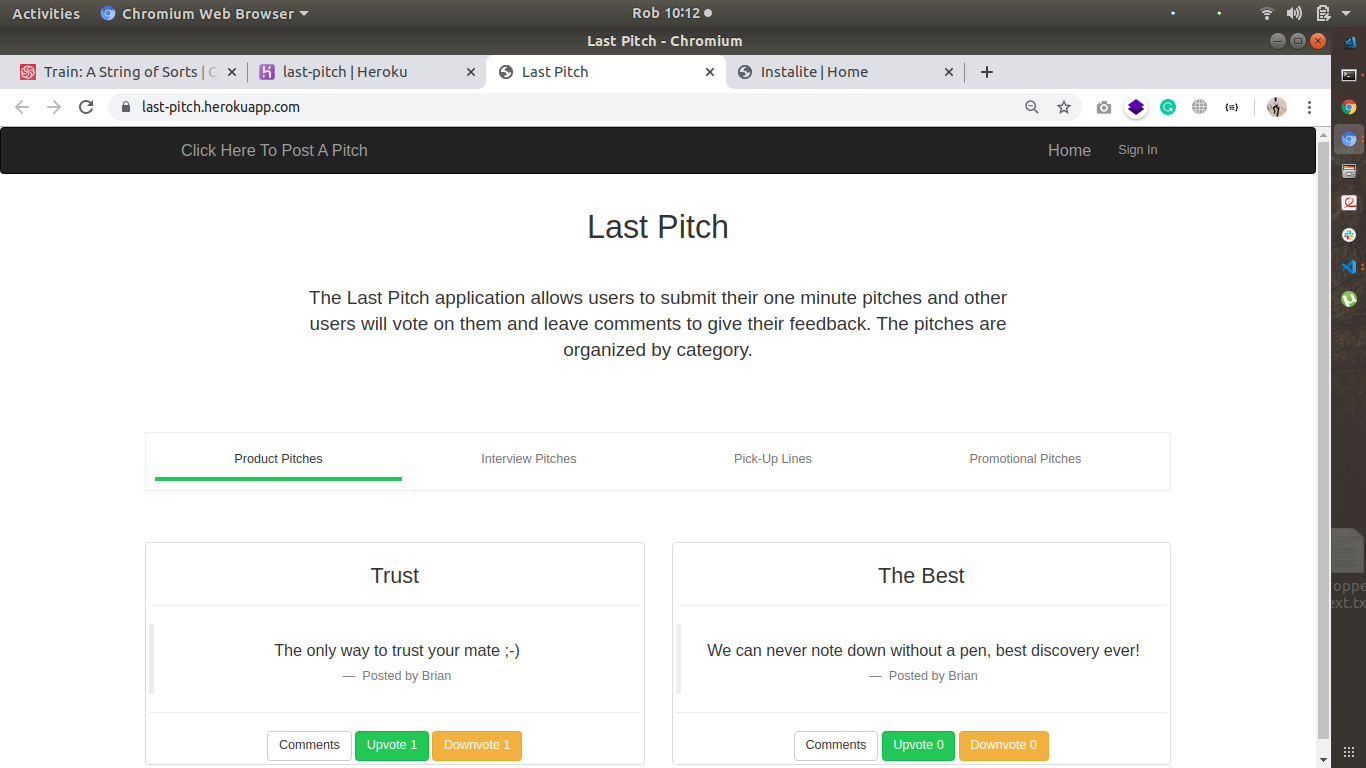 Activities
Chromium Web Browser
Rob 10:12
Last Pitch - Chromium
Train: A String of Sorts |
last-pitch | Heroku
Last Pitch
Instalite | Home
last-pitch.herokuapp.com
Click Here To Post A Pitch
Home
Sign In
Last Pitch
The Last Pitch application allows users to submit their one minute pitches and other
users will vote on them and leave comments to give their feedback. The pitches are
organized by category.
Product Pitches
Interview Pitches
Pick-Up Lines
Promotional Pitches
Trust
The only way to trust your mate ;-)
— Posted by Brian
Comments
Upvote 1
Downvote 1
The Best
We can never note down without a pen, best discovery ever!
— Posted by Brian
Comments
Upvote 0
Downvote 0
roppe
ext.tx